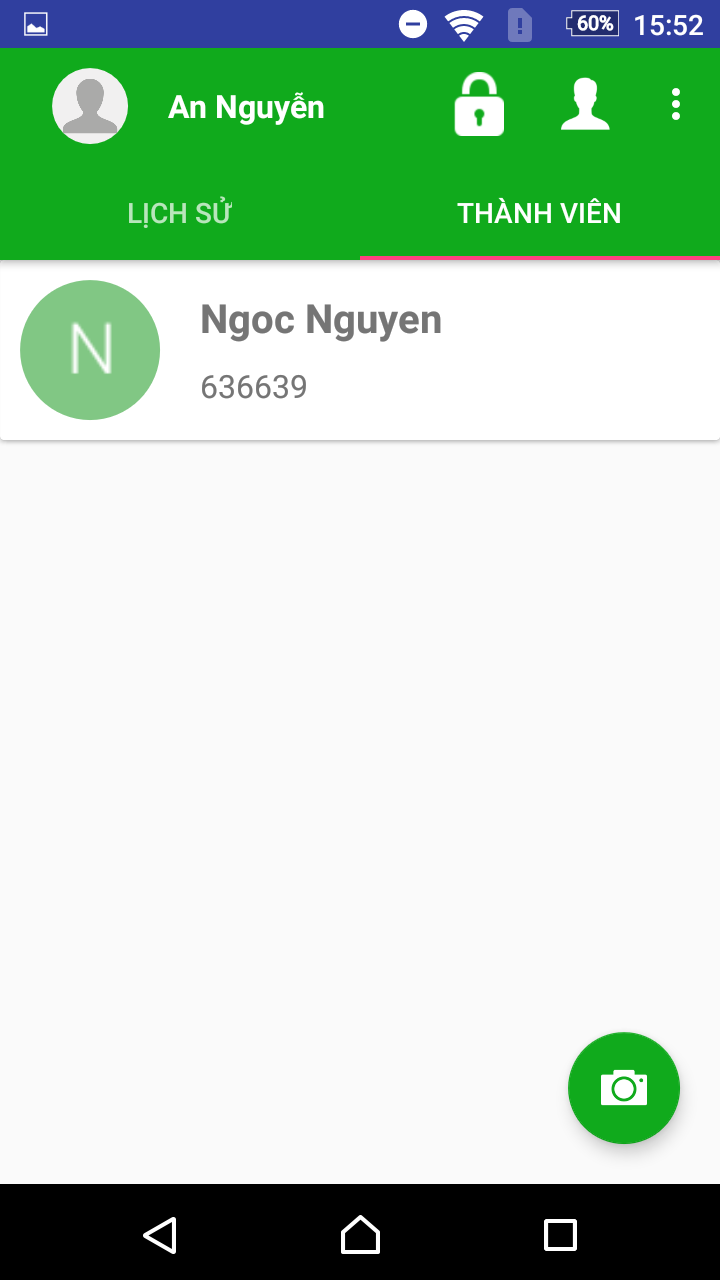 60% 15:52
An Nguyễn
LỊCH SỬ THÀNH VIÊN
N
Ngoc Nguyen
636639